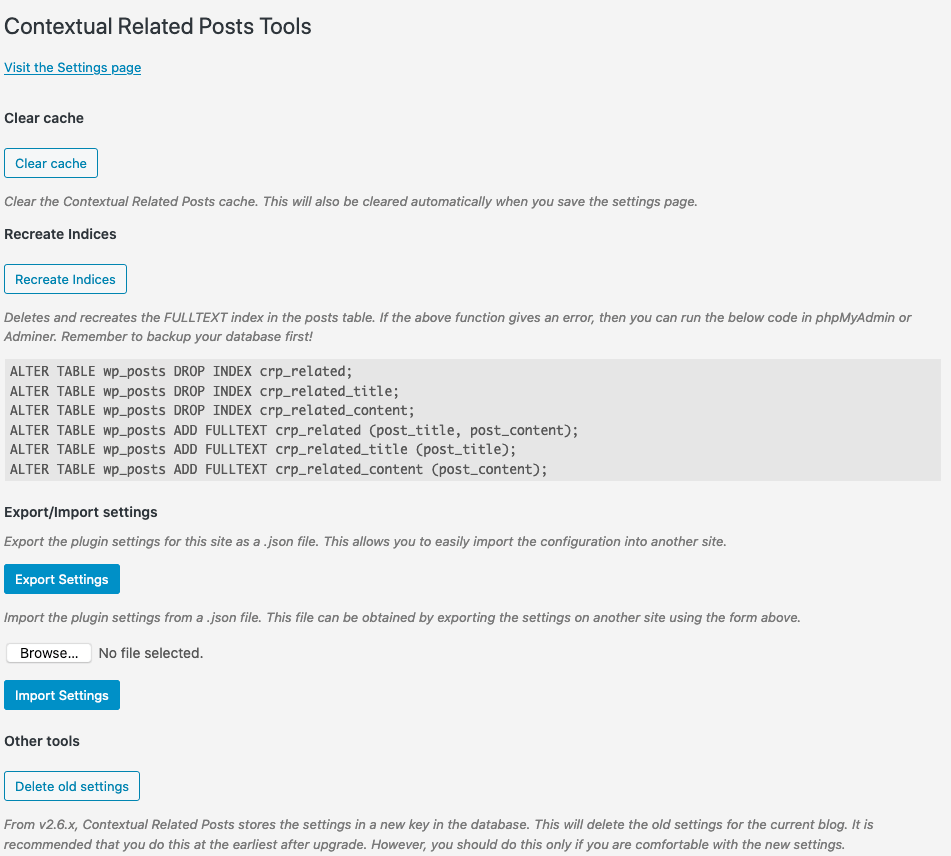 Contextual Related Posts Tools
Visit the Settings page
Clear cache
Clear cache
Clear the Contextual Related Posts cache. This will also be cleared automatically when you save the settings page.
Recreate Indices
Recreate Indices
Deletes and recreates the FULLTEXT index in the posts table. If the above function gives an error, then you can run the below code in phpMyAdmin or
Adminer. Remember to backup your database first!
ALTER TABLE wp_posts DROP INDEX crp_related;
ALTER TABLE wp_posts DROP INDEX crp_related_title;
ALTER TABLE wp_posts DROP INDEX crp_related_content;
ALTER TABLE wp_posts ADD FULLTEXT crp_related (post_title, post_content);
ALTER TABLE wp_posts ADD FULLTEXT crp_related_title (post_title);
ALTER TABLE wp_posts ADD FULLTEXT crp_related_content (post_content);
Export/Import settings
Export the plugin settings for this site as a .json file. This allows you to easily import the configuration into another site.
Export Settings
Import the plugin settings from a .json file. This file can be obtained by exporting the settings on another site using the form above.
Browse... No file selected.
Import Settings
Other tools
Delete old settings
From v2.6.x, Contextual Related Posts stores the settings in a new key in the database. This will delete the old settings for the current blog. It is
recommended that you do this at the earliest after upgrade. However, you should do this only if you are comfortable with the new settings.